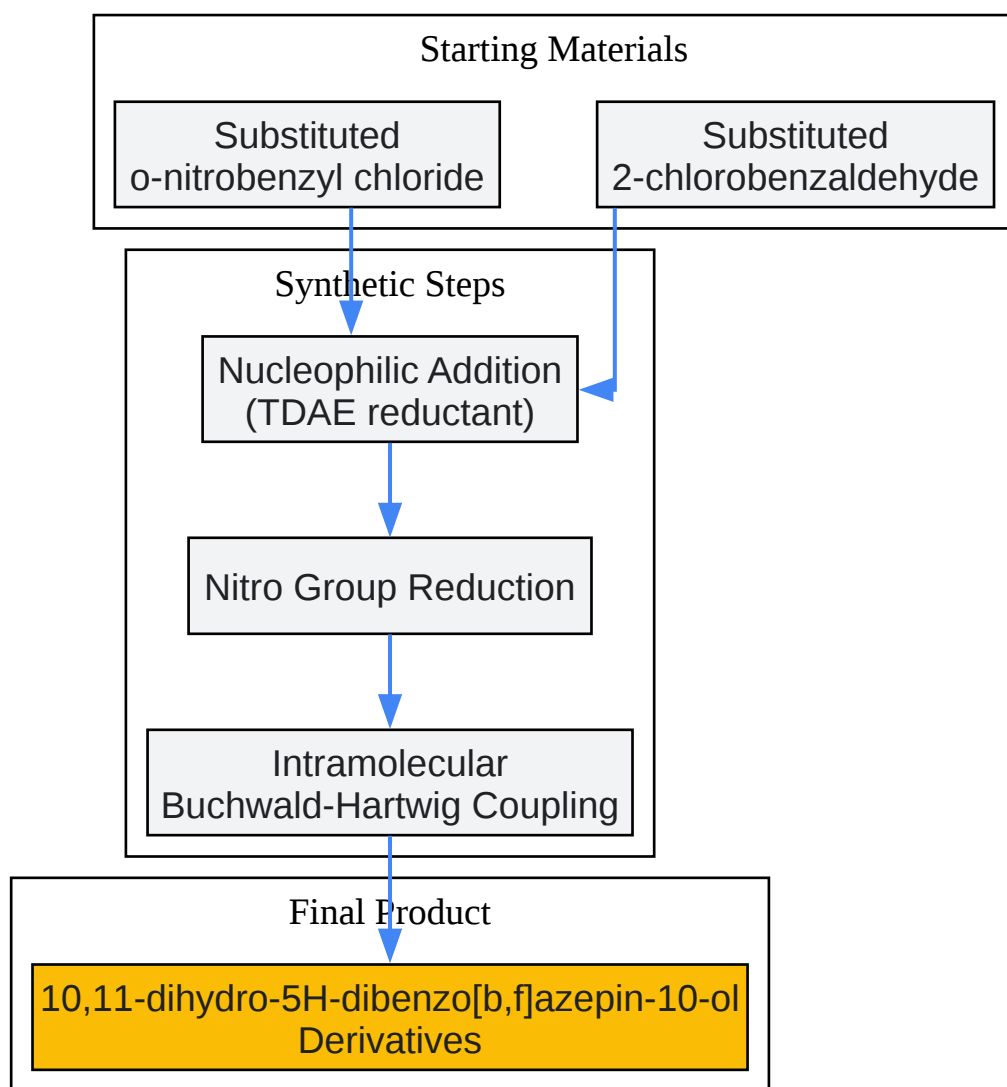 Starting Materials
Substituted
o-nitrobenzyl chloride
Substituted
2-chlorobenzaldehyde
Synthetic Steps
Nucleophilic Addition
(TDAE reductant)
Nitro Group Reduction
Intramolecular
Buchwald-Hartwig Coupling
Final Product
10,11-dihydro-5H-dibenzo[b,f]azepin-10-ol
Derivatives